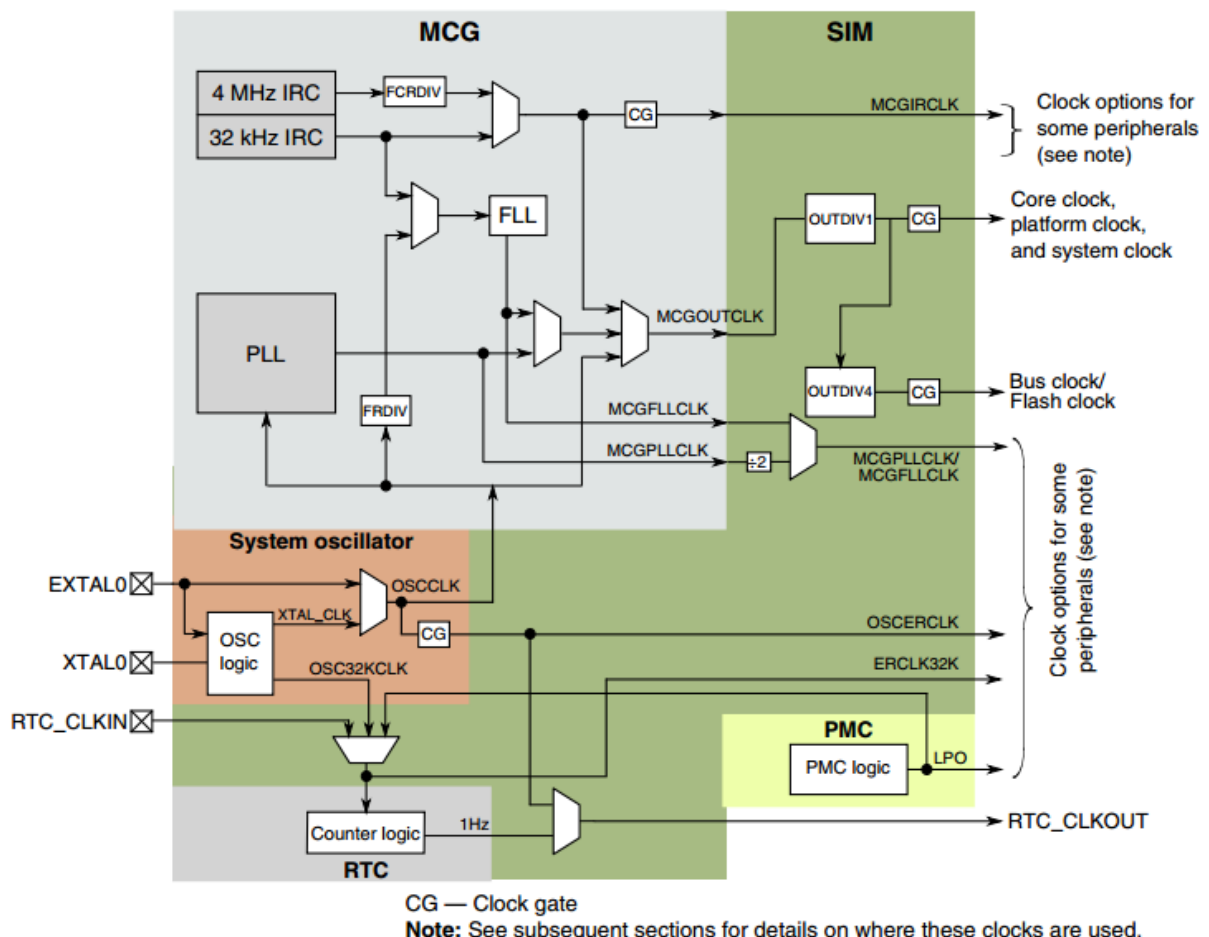 MCG
SIM
4 MHz IRC
FCRDIV
32 kHz IRC
CG
MCGIRCLK
Clock options for
some peripherals
(see note)
FLL
OUTDIV1
CG
Core clock,
platform clock,
and system clock
PLL
MCGOUTCLK
FRDIV
OUTDIV4
CG
Bus clock/
Flash clock
MCGFLLCLK
MCGPLLCLK
÷2
MCGPLLCLK/
MCGFLLCLK
Clock options for some
peripherals (see note)
System oscillator
EXTAL0
OSCCLK
XTAL_CLK
OSC
logic
CG
OSCERCLK
XTAL0
OSC32KCLK
ERCLK32K
RTC_CLKIN
PMC
PMC logic
LPO
Counter logic
1Hz
RTC_CLKOUT
RTC
CG — Clock gate
Note: See subsequent sections for details on where these clocks are used.